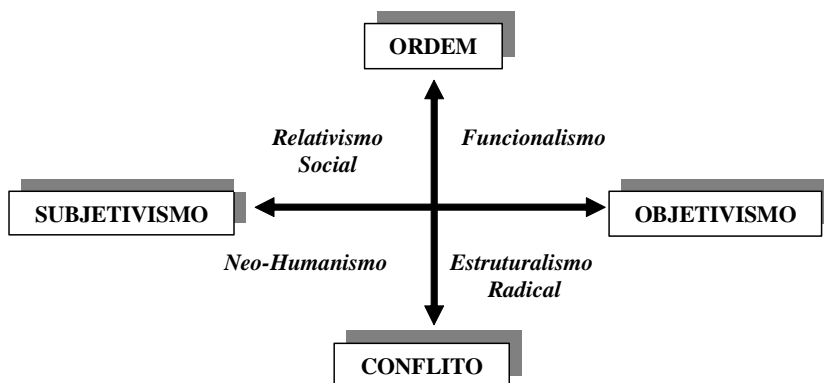 ORDEM
Relativismo
Social
Funcionalismo
SUBJETIVISMO
OBJETIVISMO
Neo-Humanismo
Estruturalismo
Radical
CONFLITO